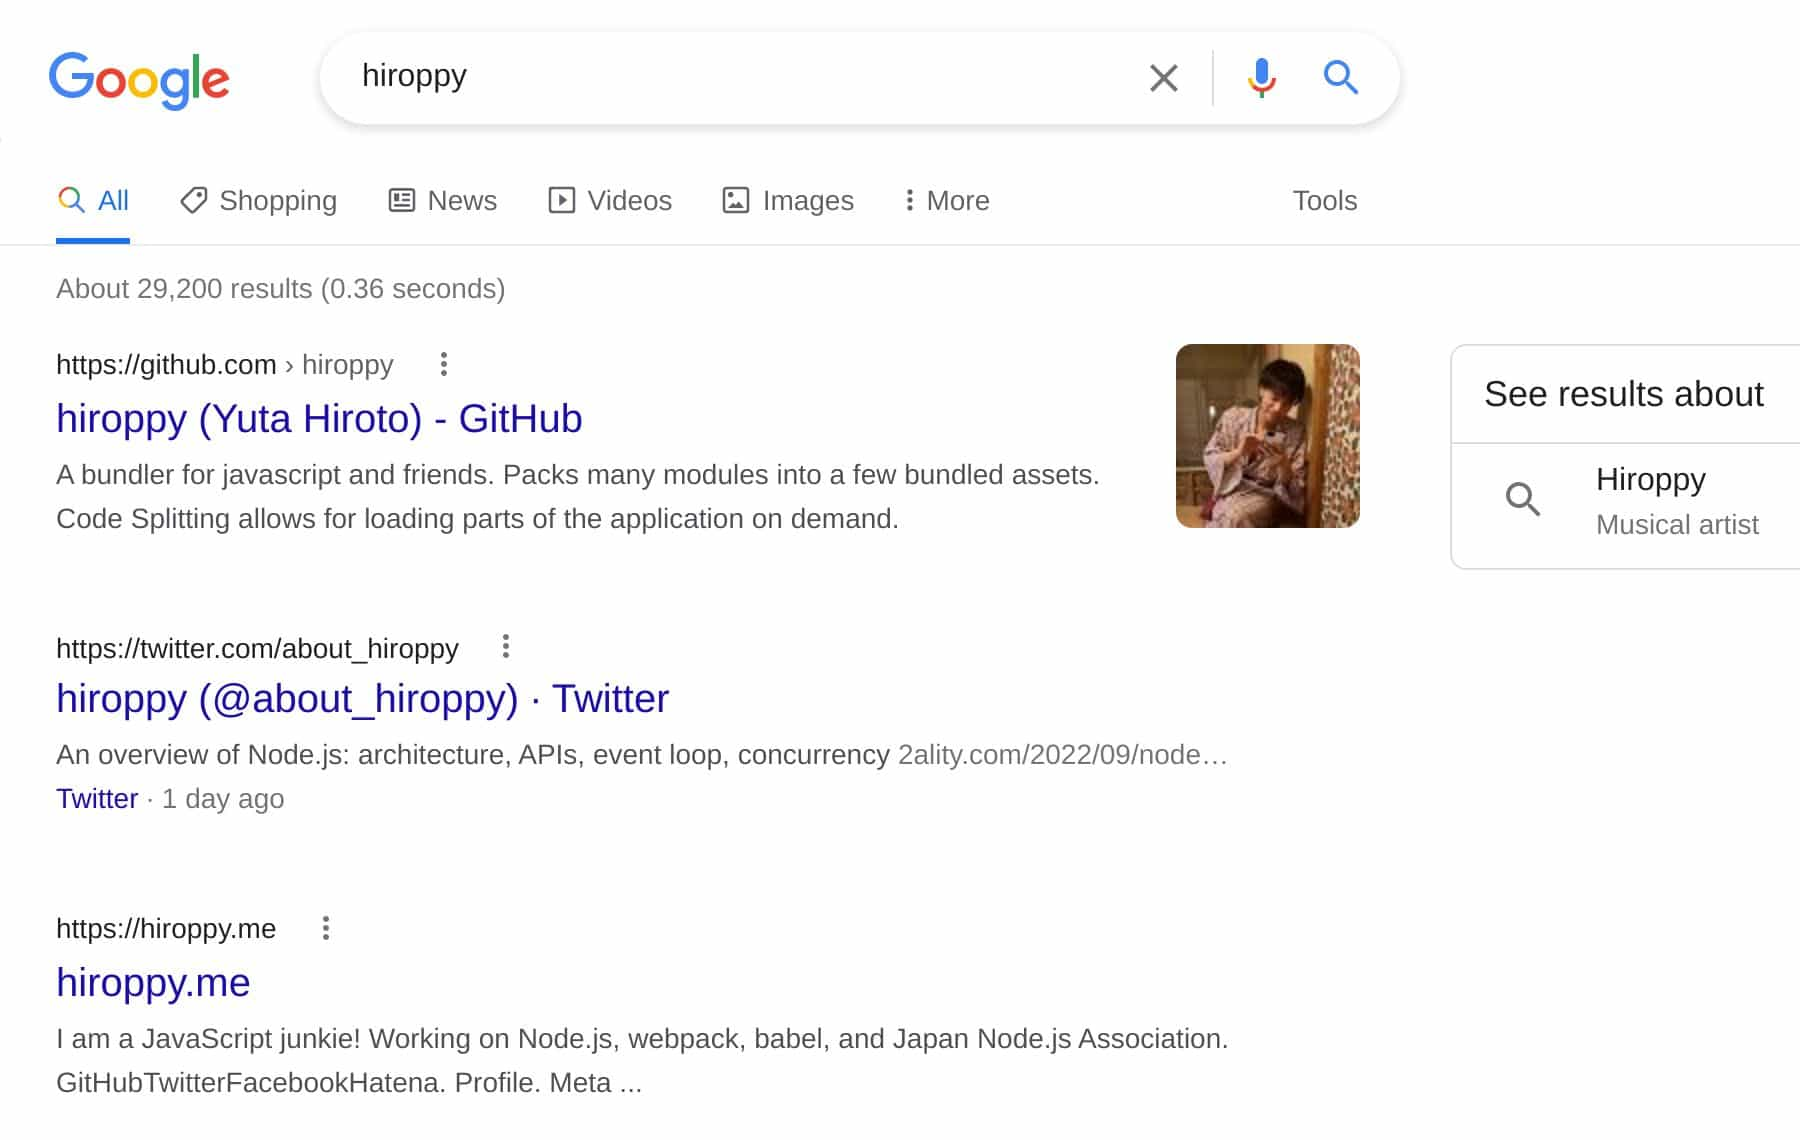 Google
hiroppy
All Shopping News Videos Images More Tools
About 29,200 results (0.36 seconds)
https://github.com › hiroppy
hiroppy (Yuta Hiroto) - GitHub
A bundler for javascript and friends. Packs many modules into a few bundled assets.
Code Splitting allows for loading parts of the application on demand.
See results about
Hiroppy
Musical artist
https://twitter.com/about_hiroppy
hiroppy (@about_hiroppy) · Twitter
An overview of Node.js: architecture, APIs, event loop, concurrency 2ality.com/2022/09/node…
Twitter · 1 day ago
https://hiroppy.me
hiroppy.me
I am a JavaScript junkie! Working on Node.js, webpack, babel, and Japan Node.js Association.
GitHubTwitterFacebookHatena. Profile. Meta ...